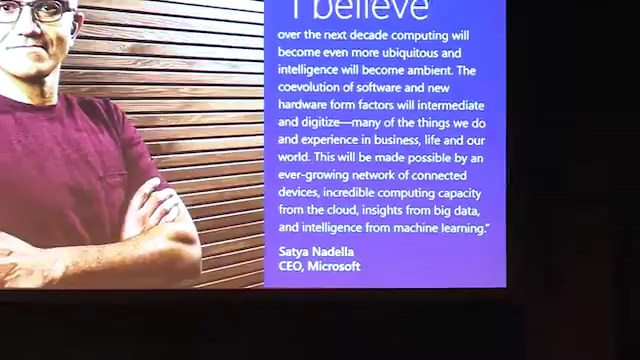 "I believe
over the next decade computing will
become even more ubiquitous and
intelligence will become ambient. The
coevolution of software and new
hardware form factors will intermediate
and digitize—many of the things we do
and experience in business, life and our
world. This will be made possible by an
ever-growing network of connected
devices, incredible computing capacity
from the cloud, insights from big data,
and intelligence from machine learning."
Satya Nadella
CEO, Microsoft